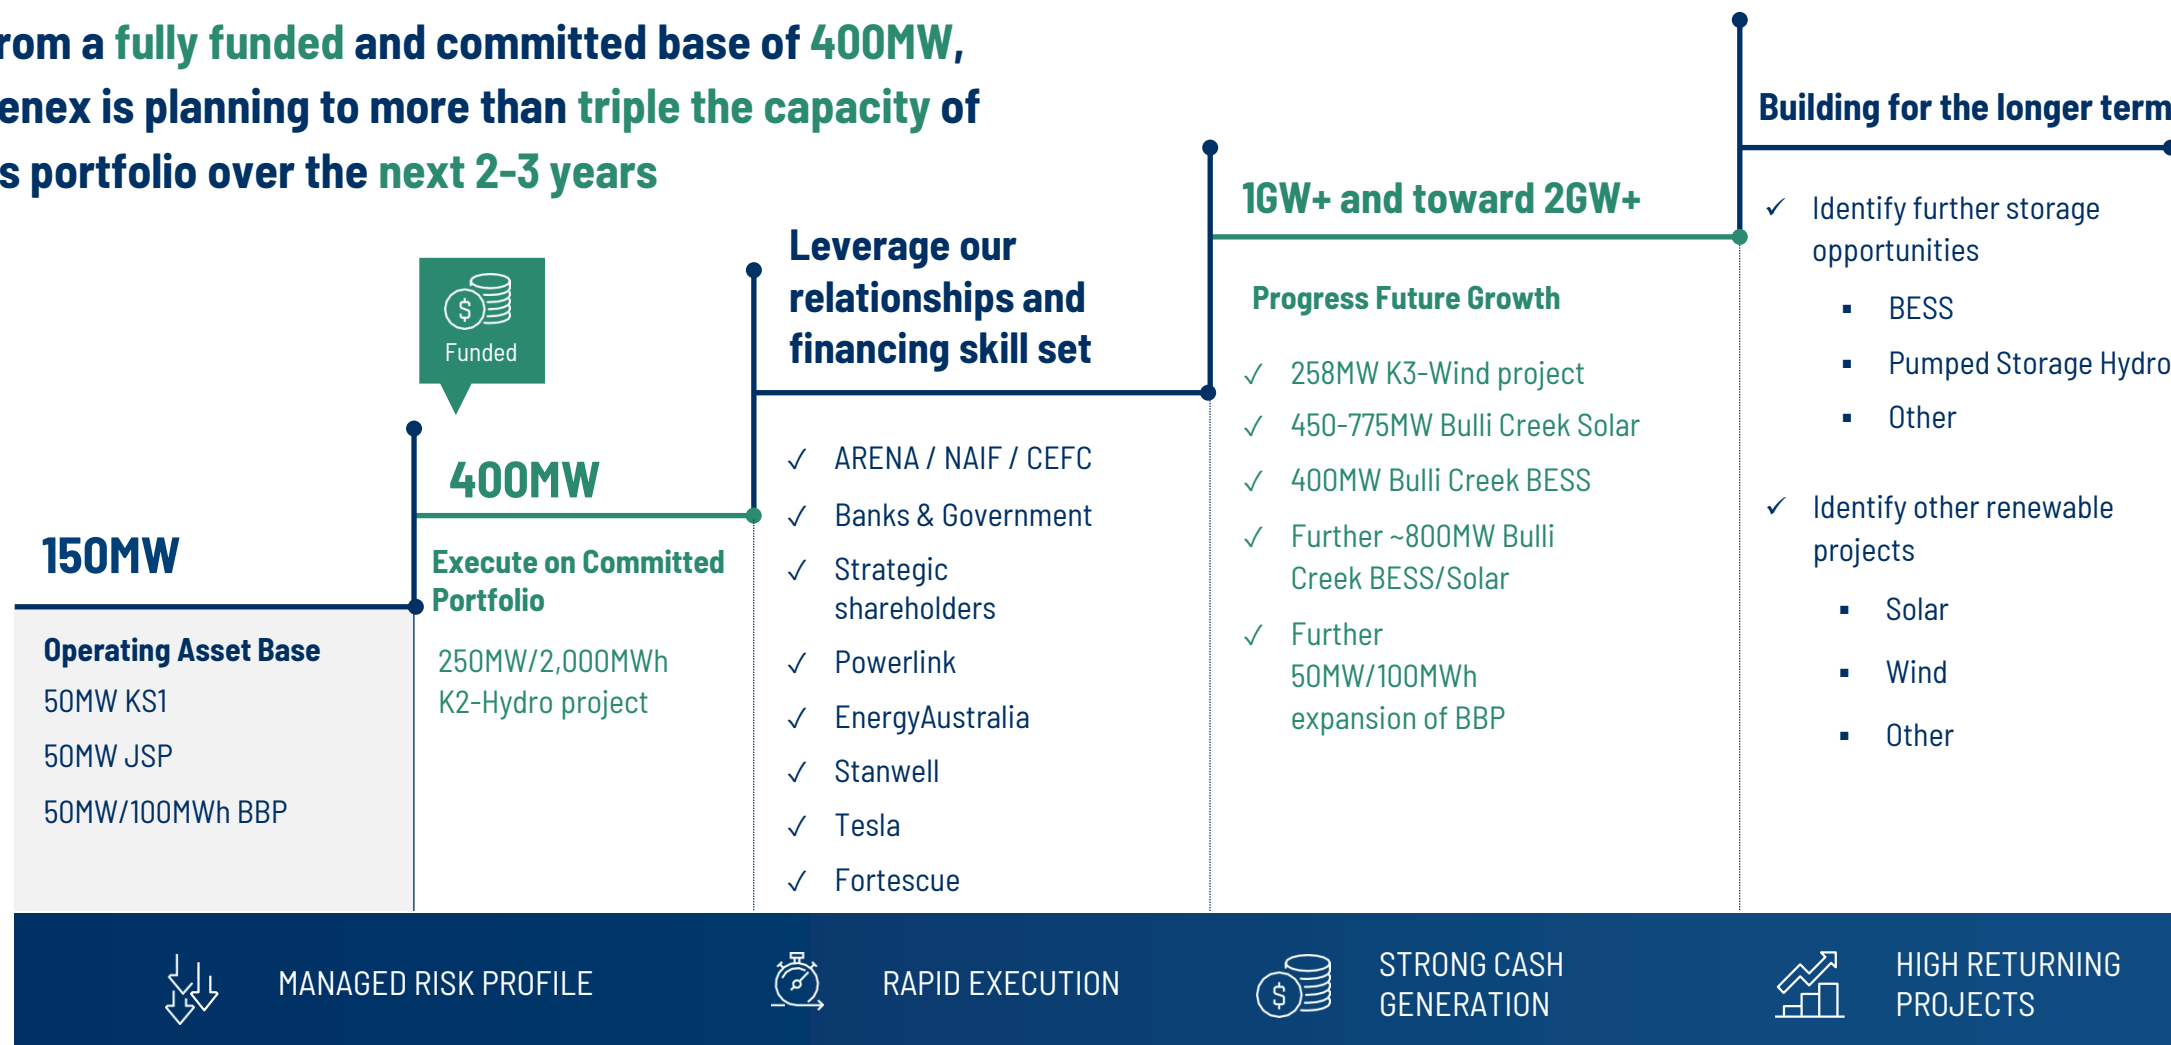 rom a fully funded and committed base of 400MW,
enex is planning to more than triple the capacity of
s portfolio over the next 2-3 years
Funded
150MW
Operating Asset Base
50MW KS1
50MW JSP
50MW/100MWh BBP
400MW
Execute on Committed
Portfolio
250MW/2,000MWh
K2-Hydro project
Leverage our
relationships and
financing skill set
✓ ARENA / NAIF / CEFC
✓ Banks & Government
✓ Strategic
shareholders
✓ Powerlink
✓ EnergyAustralia
✓ Stanwell
✓ Tesla
✓ Fortescue
1GW+ and toward 2GW+
Progress Future Growth
✓ 258MW K3-Wind project
✓ 450-775MW Bulli Creek Solar
✓ 400MW Bulli Creek BESS
✓ Further ~800MW Bulli
Creek BESS/Solar
✓ Further
50MW/100MWh
expansion of BBP
Building for the longer term
✓ Identify further storage
opportunities
▪ BESS
▪ Pumped Storage Hydro
▪ Other
✓ Identify other renewable
projects
▪ Solar
▪ Wind
▪ Other
MANAGED RISK PROFILE
RAPID EXECUTION
STRONG CASH
GENERATION
HIGH RETURNING
PROJECTS